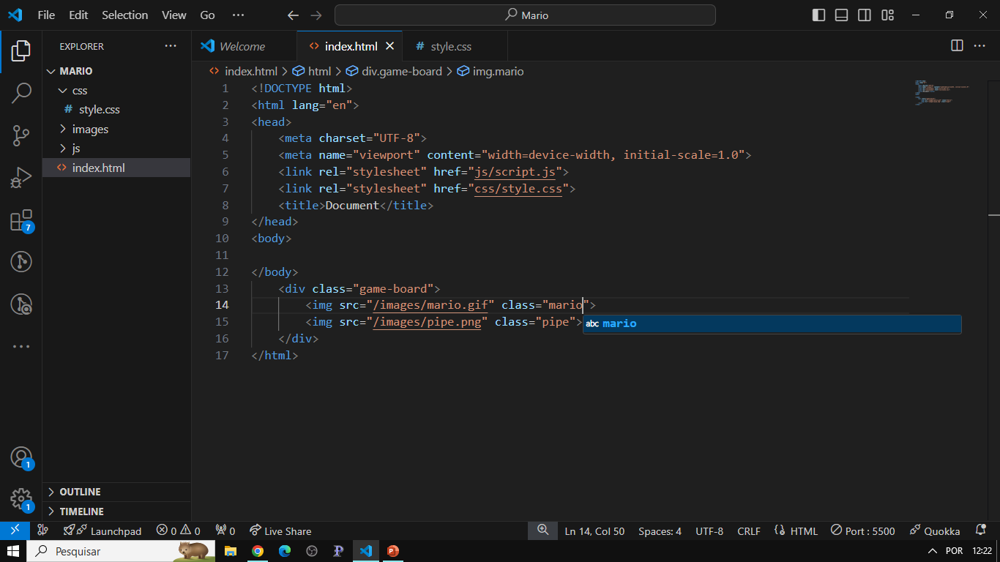 File Edit Selection View Go ··· Mario
EXPLORER ···
MARIO
css
# style.css
images
js
<> index.html
OUTLINE
TIMELINE
7
1
1
Welcome <> index.html # style.css
<> index.html > html > div.game-board > img.mario
1 <!DOCTYPE html>
2 <html lang="en">
3 <head>
4     <meta charset="UTF-8">
5     <meta name="viewport" content="width=device-width, initial-scale=1.0">
6     <link rel="stylesheet" href="js/script.js">
7     <link rel="stylesheet" href="css/style.css">
8     <title>Document</title>
9 </head>
10 <body>
11
12 </body>
13     <div class="game-board">
14         <img src="/images/mario.gif" class="mario">
15         <img src="/images/pipe.png" class="pipe">
abc mario
16     </div>
17 </html>
Launchpad 0 0 0 Live Share Ln 14, Col 50 Spaces: 4 UTF-8 CRLF {} HTML Port : 5500 Quokka
Pesquisar POR 12:22